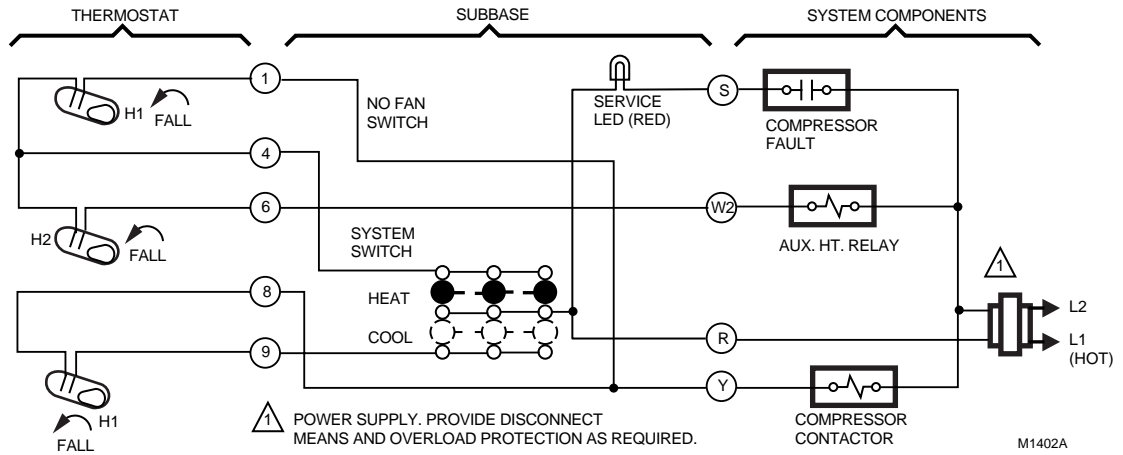 THERMOSTAT
SUBBASE
SYSTEM COMPONENTS
1
H1
FALL
NO FAN
SWITCH
SERVICE
LED (RED)
S
COMPRESSOR
FAULT
4
6
H2
FALL
W2
AUX. HT. RELAY
SYSTEM
SWITCH
HEAT
COOL
8
9
1
L2
L1
(HOT)
R
Y
H1
FALL
1
POWER SUPPLY. PROVIDE DISCONNECT
MEANS AND OVERLOAD PROTECTION AS REQUIRED.
COMPRESSOR
CONTACTOR
M1402A